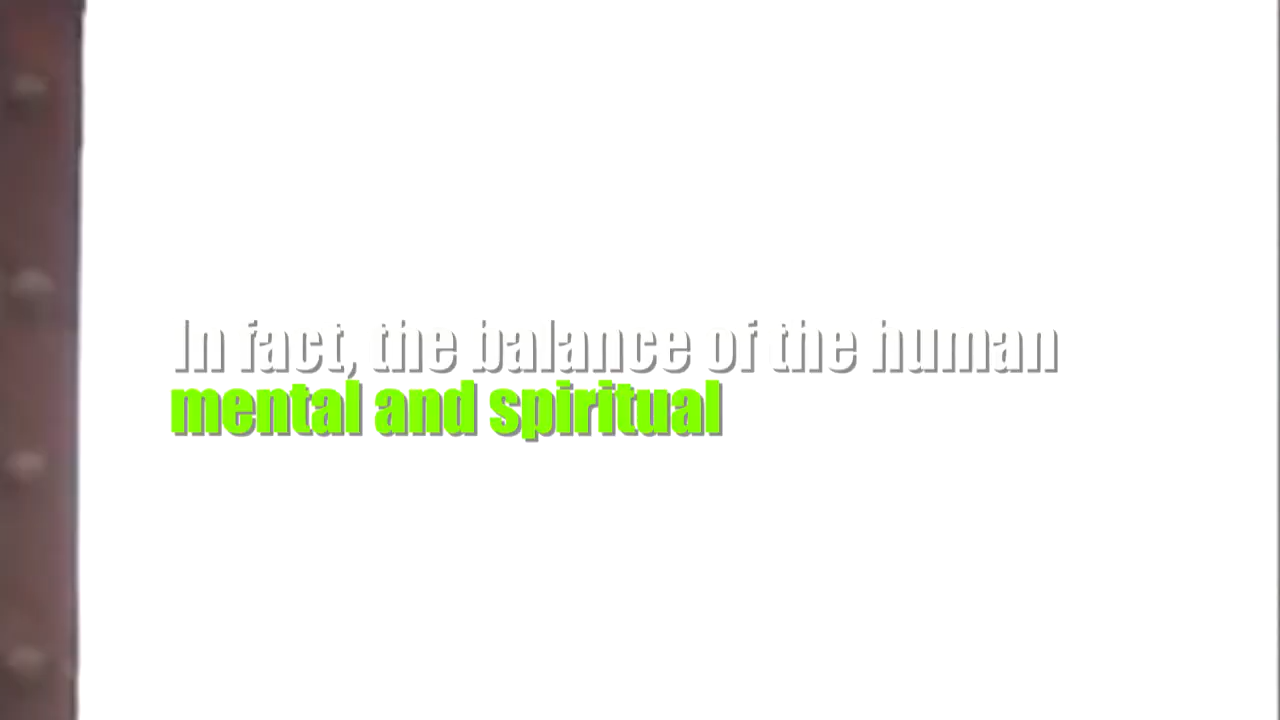 In fact, the balance of the human
mental and spiritual